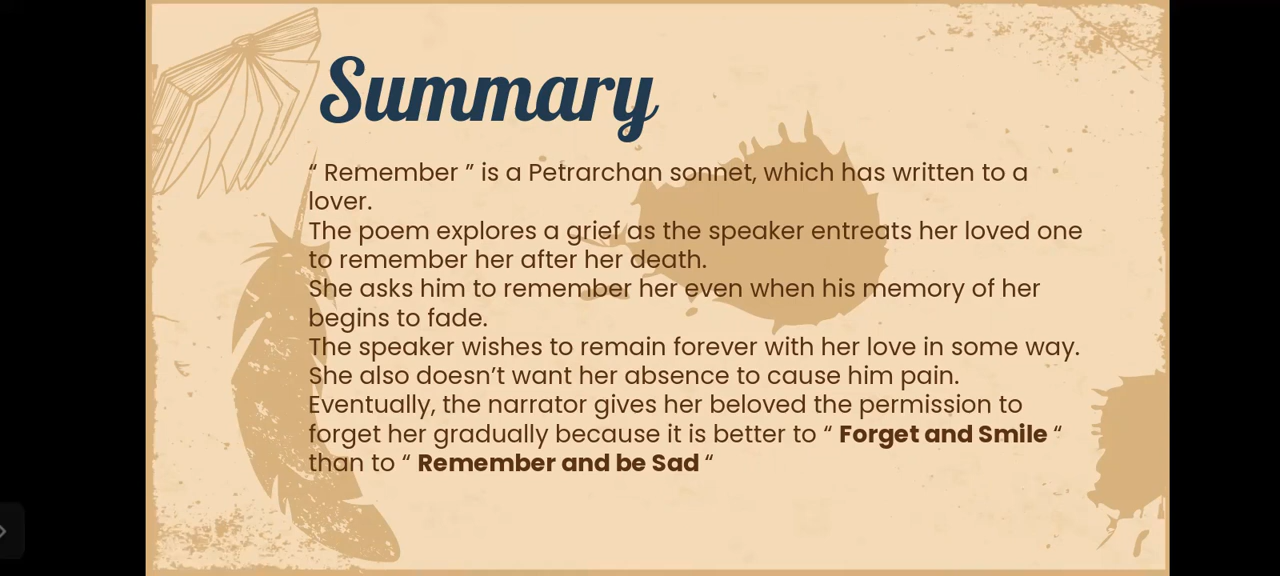 Summary
“ Remember ” is a Petrarchan sonnet, which has written to a
lover.
The poem explores a grief as the speaker entreats her loved one
to remember her after her death.
She asks him to remember her even when his memory of her
begins to fade.
The speaker wishes to remain forever with her love in some way.
She also doesn’t want her absence to cause him pain.
Eventually, the narrator gives her beloved the permission to
forget her gradually because it is better to “ Forget and Smile “
than to “ Remember and be Sad “